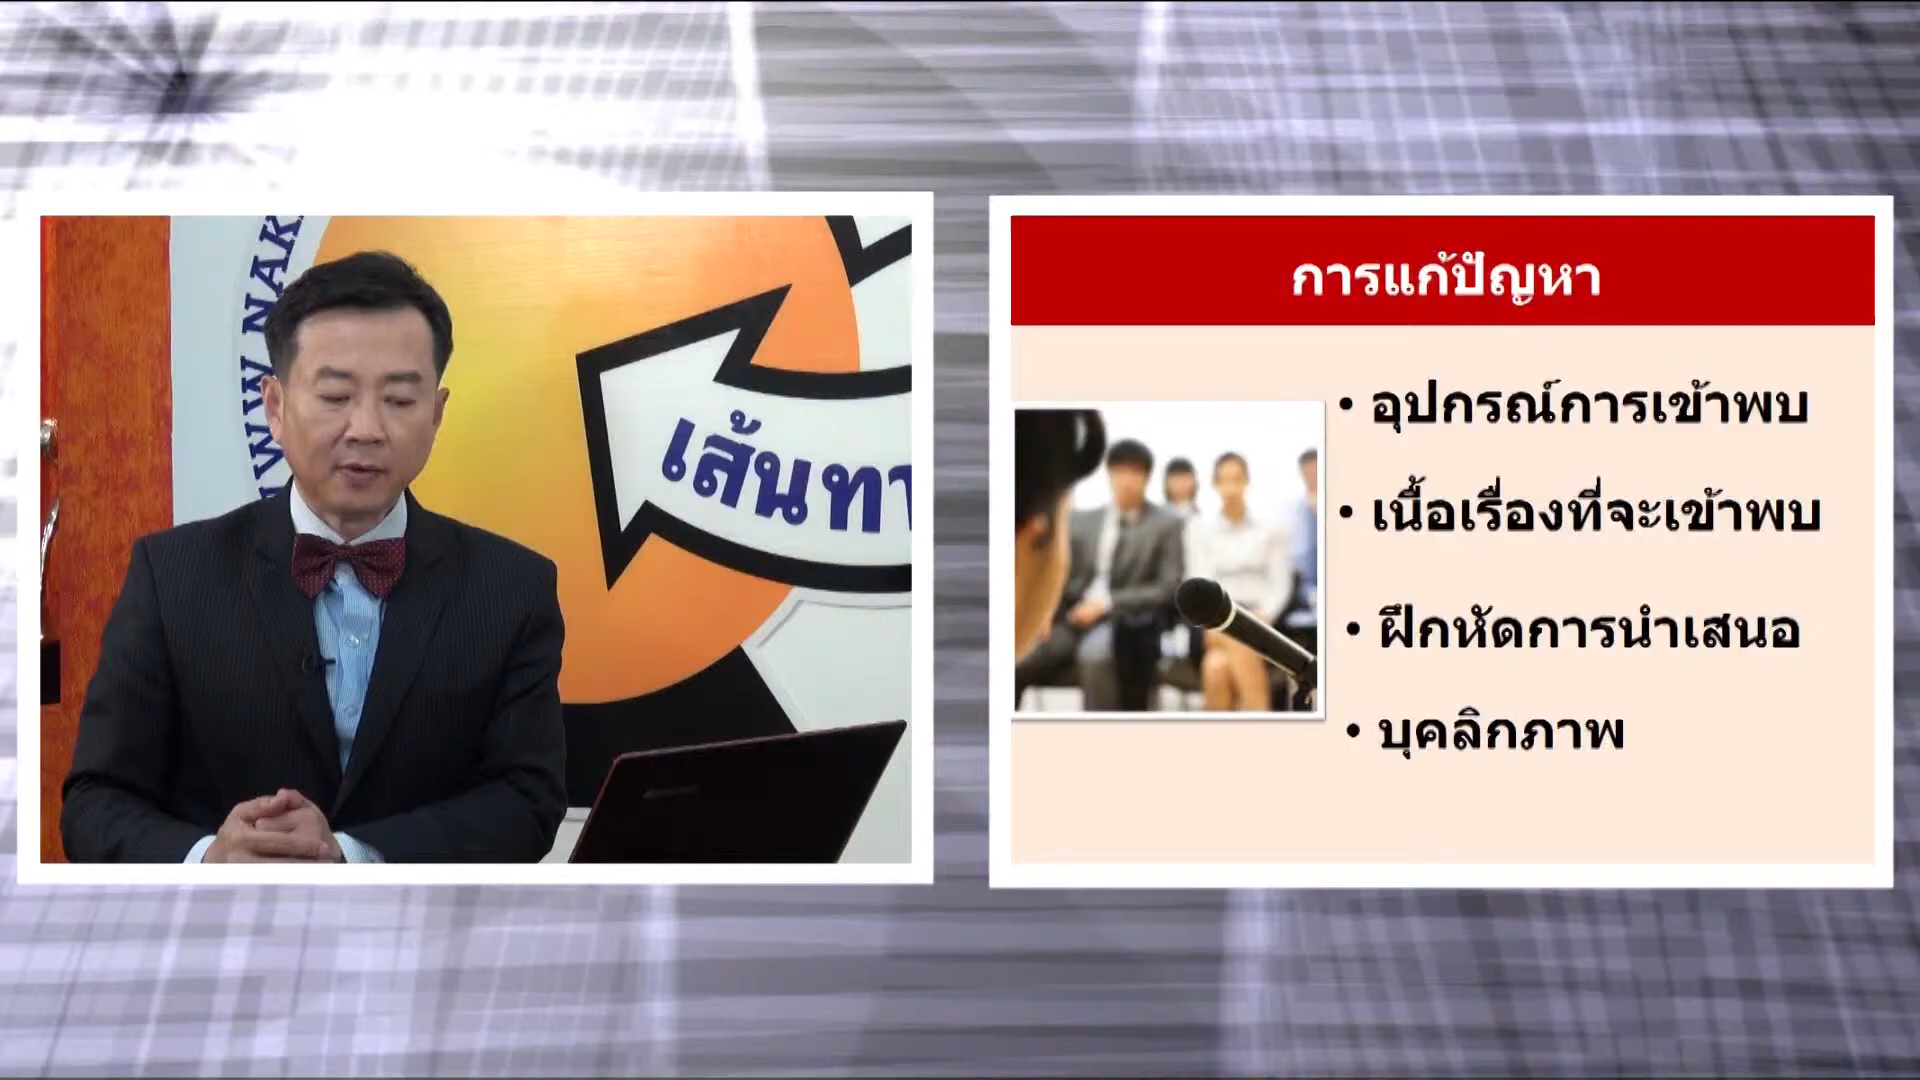 WWW.NAK
เส้นทา
การแก้ปัญหา
• อุปกรณ์การเข้าพบ
• เนื้อเรื่องที่จะเข้าพบ
• ฝึกหัดการนำเสนอ
• บุคลิกภาพ